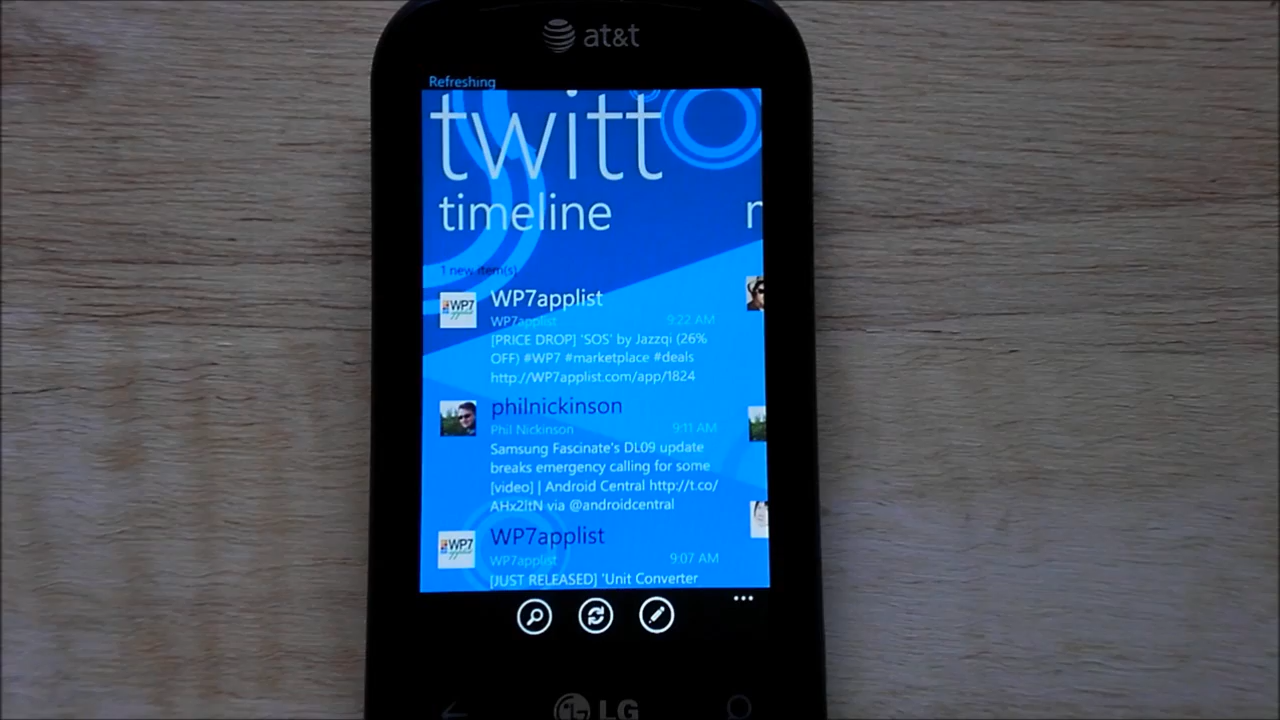 at&t
Refreshing
twitt
timeline
1 new item(s)
WP7
WP7applist
WP7applist 9:22 AM
[PRICE DROP] 'SOS' by Jazzqi (26%
OFF) #WP7 #marketplace #deals
http://WP7applist.com/app/1824
philnickinson
Phil Nickinson 9:11 AM
Samsung Fascinate's DL09 update
breaks emergency calling for some
[video] | Android Central http://t.co/
AHx2ltN via @androidcentral
WP7
WP7applist
WP7applist 9:07 AM
[JUST RELEASED] 'Unit Converter
LG